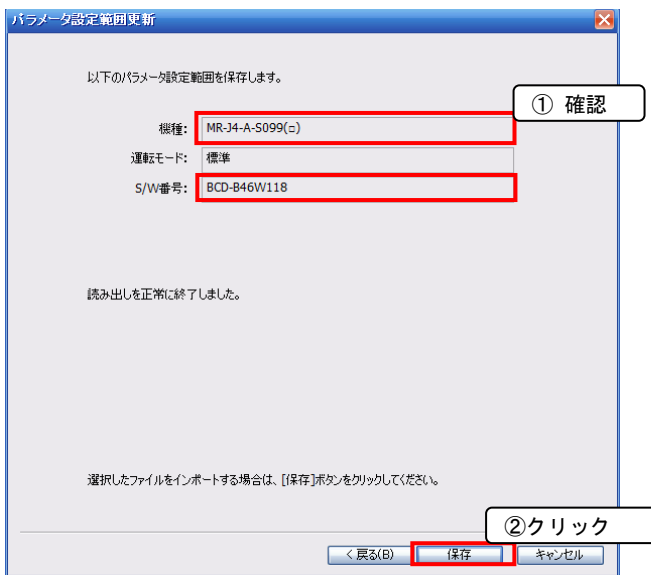 パラメータ設定範囲更新
以下のパラメータ設定範囲を保存します。
① 確認
機種: MR-J4-A-S099(□)
運転モード: 標準
S/W番号: BCD-B46W118
読み出しを正常に終了しました。
選択したファイルをインポートする場合は、[保存]ボタンをクリックしてください。
②クリック
< 戻る(B) 保存 キャンセル